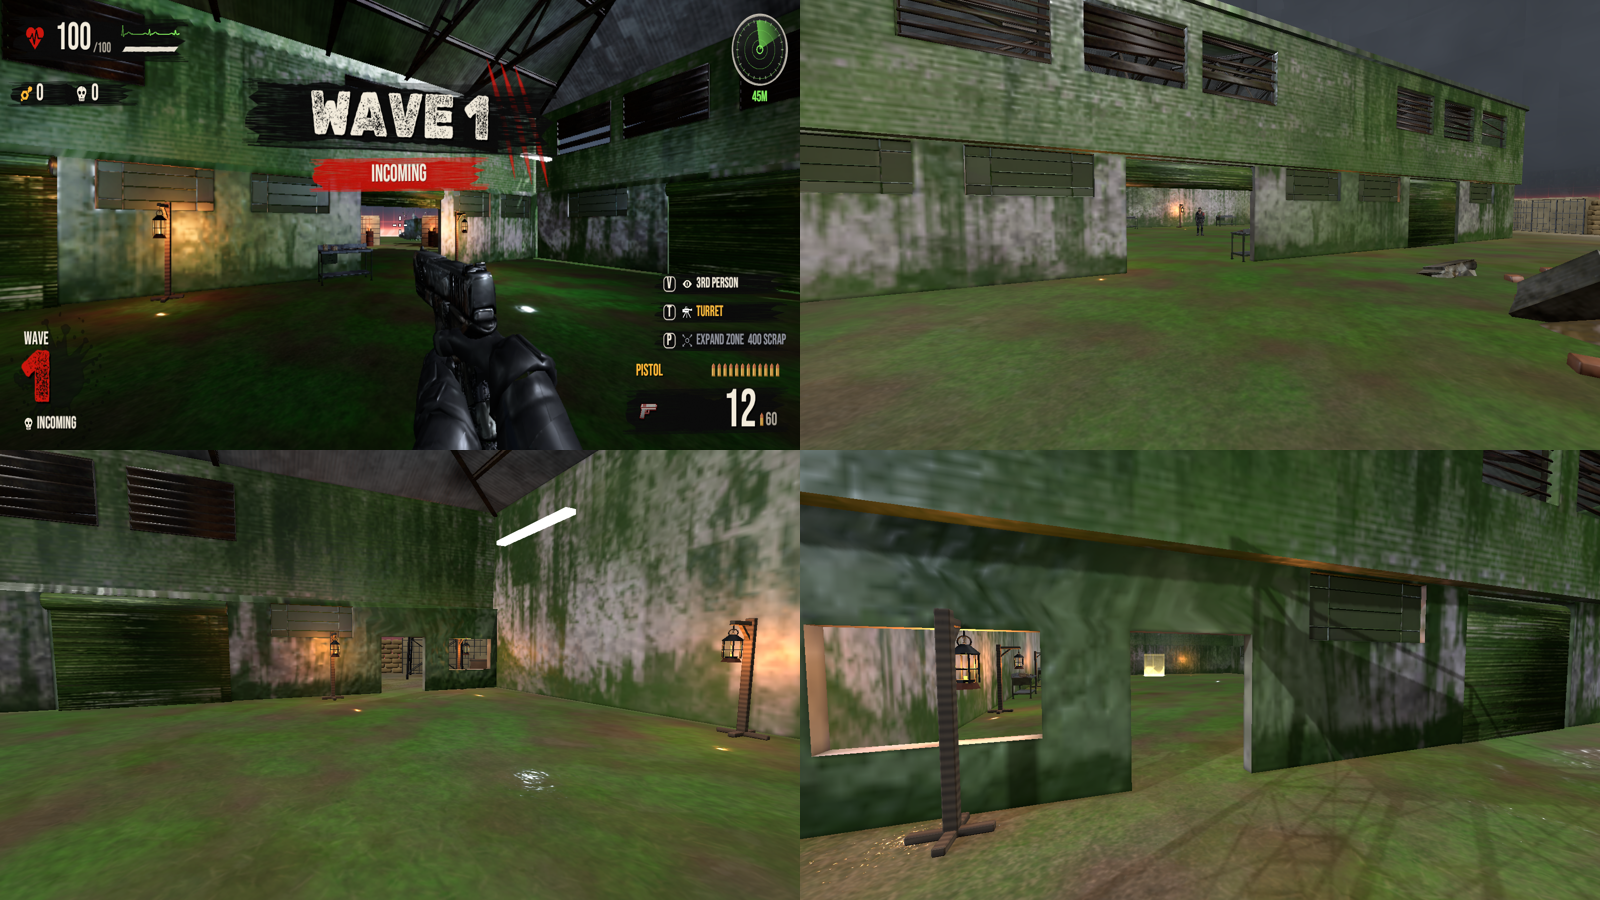 100 /100
0 0
WAVE 1
INCOMING
45M
V 3RD PERSON
T TURRET
P EXPAND ZONE 400 SCRAP
PISTOL
12 60
WAVE
1
INCOMING